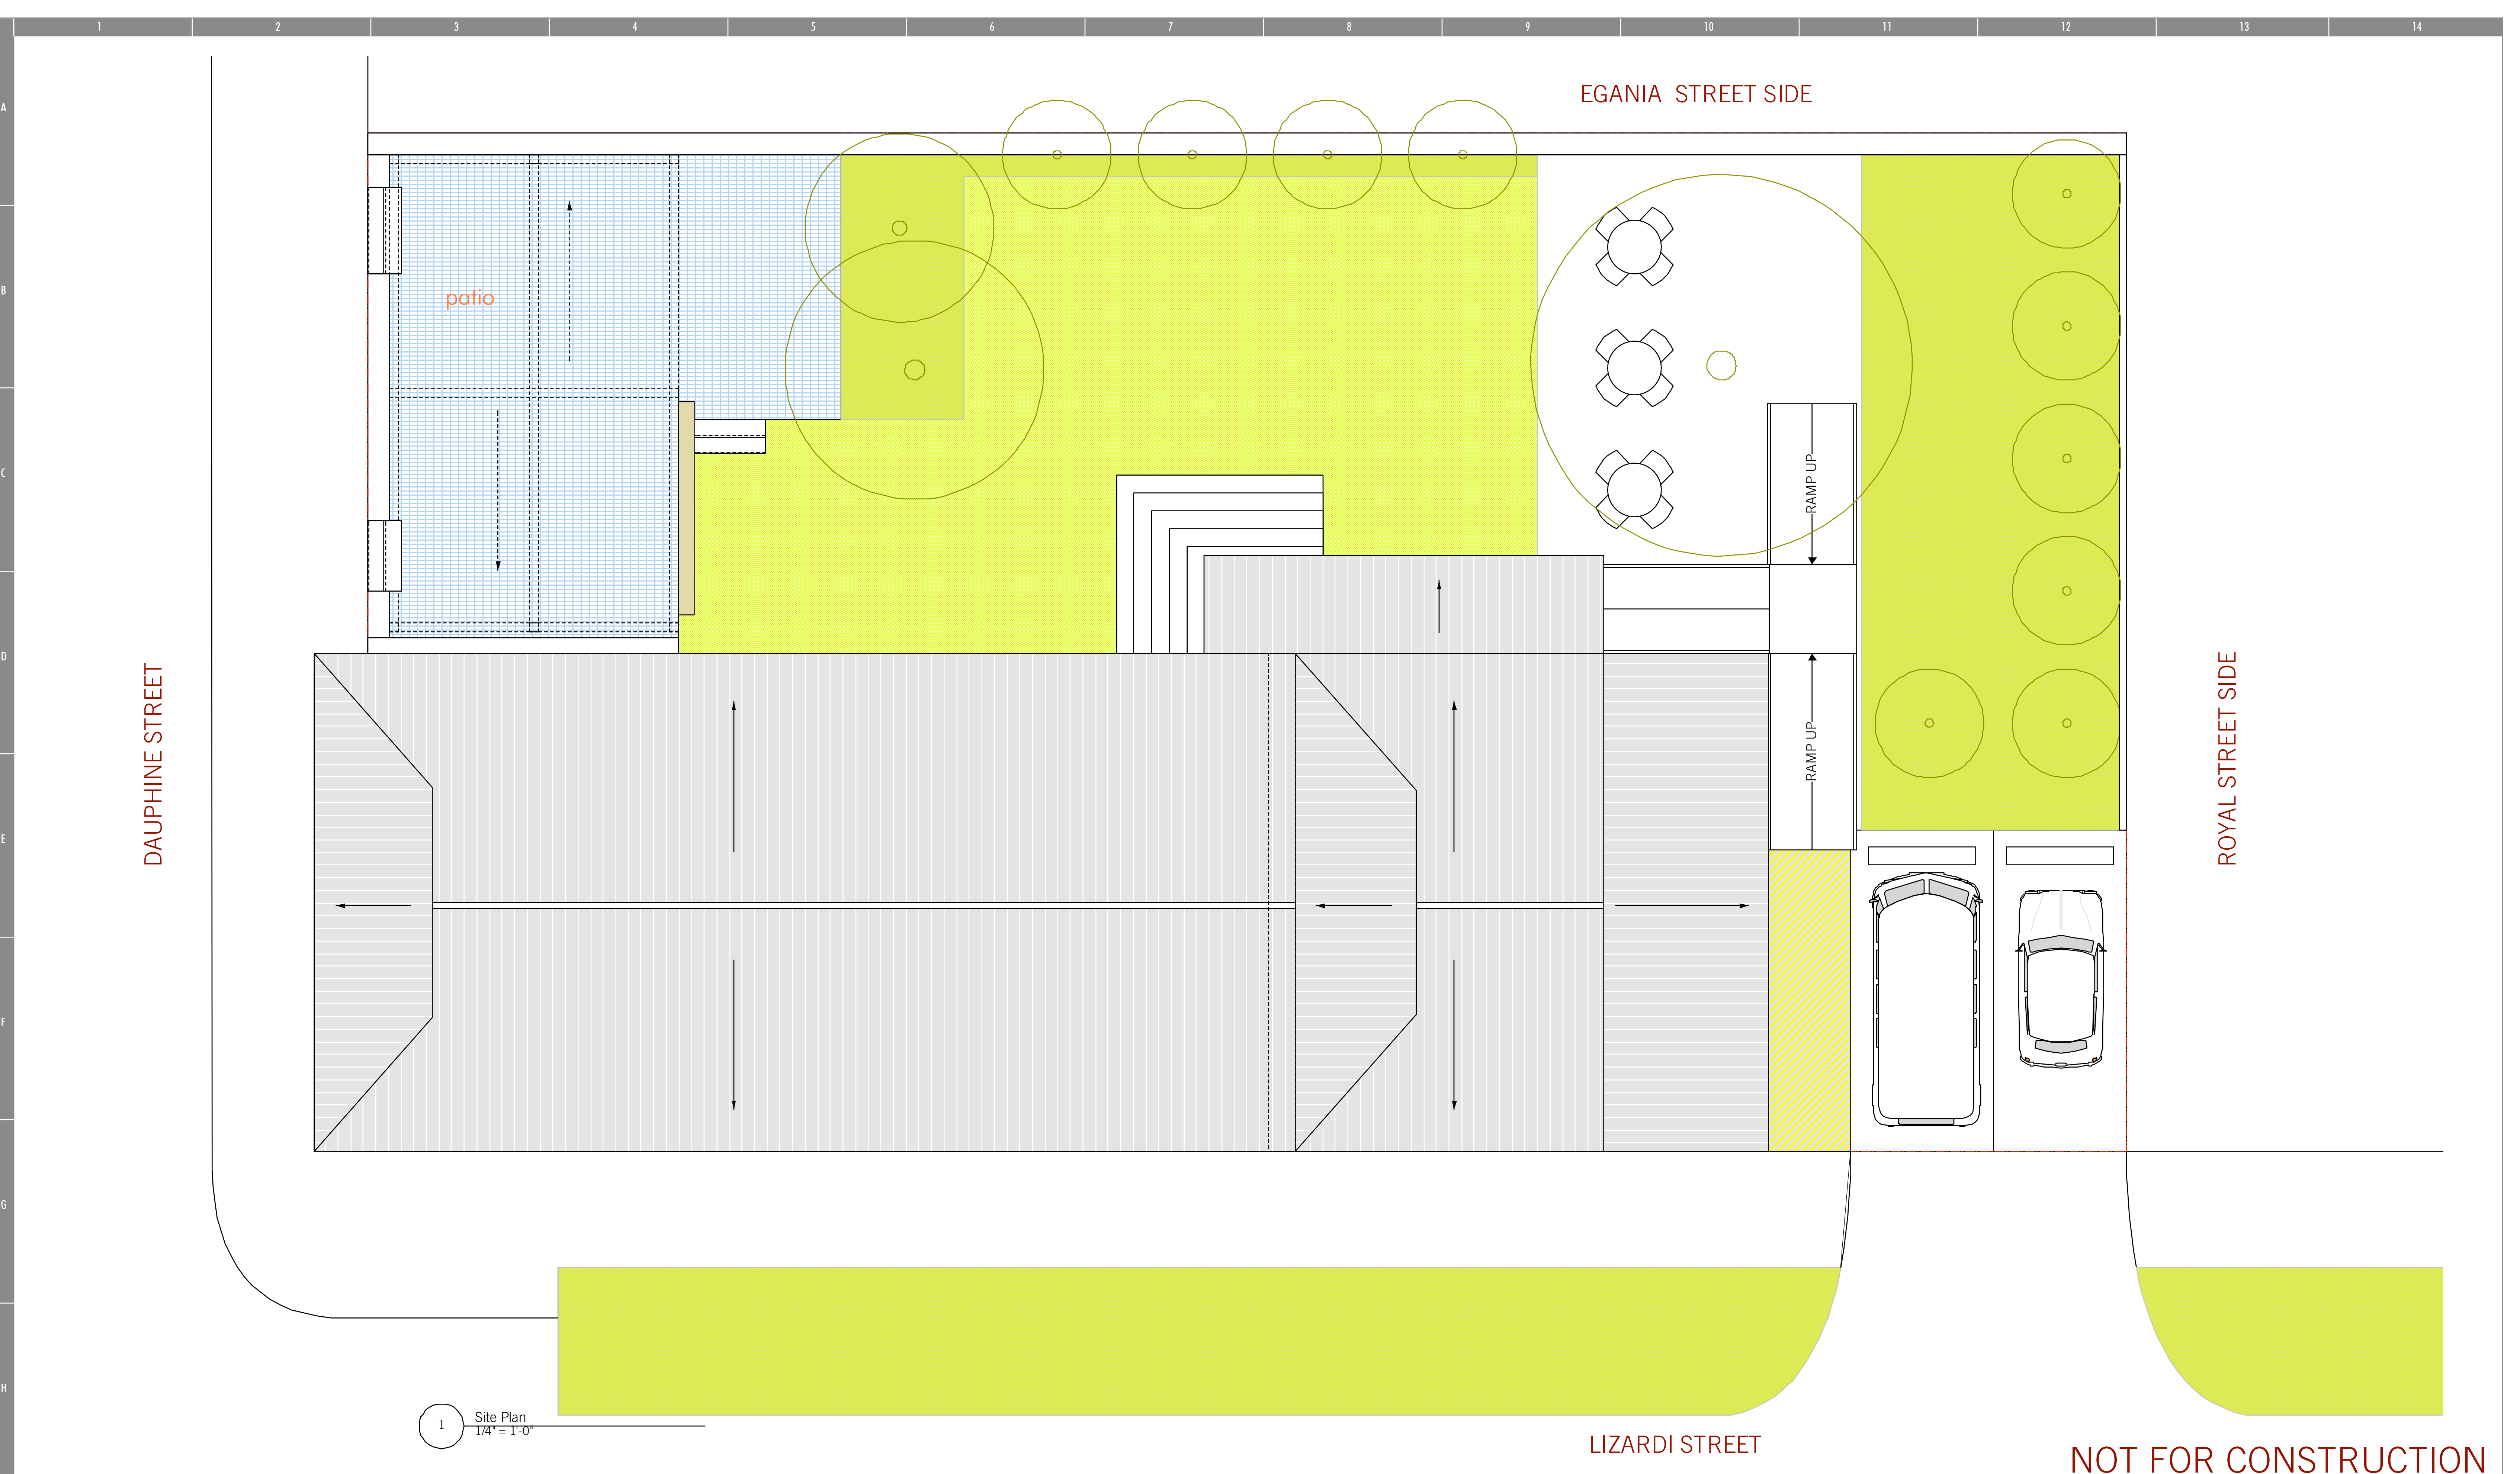 1 2 3 4 5 6 7 8 9 10 11 12 13 14
A
EGANIA STREET SIDE
B
patio
C
RAMP UP
D
DAUPHINE STREET
ROYAL STREET SIDE
RAMP UP
E
F
G
H
1
Site Plan
1/4" = 1'-0"
LIZARDI STREET
NOT FOR CONSTRUCTION